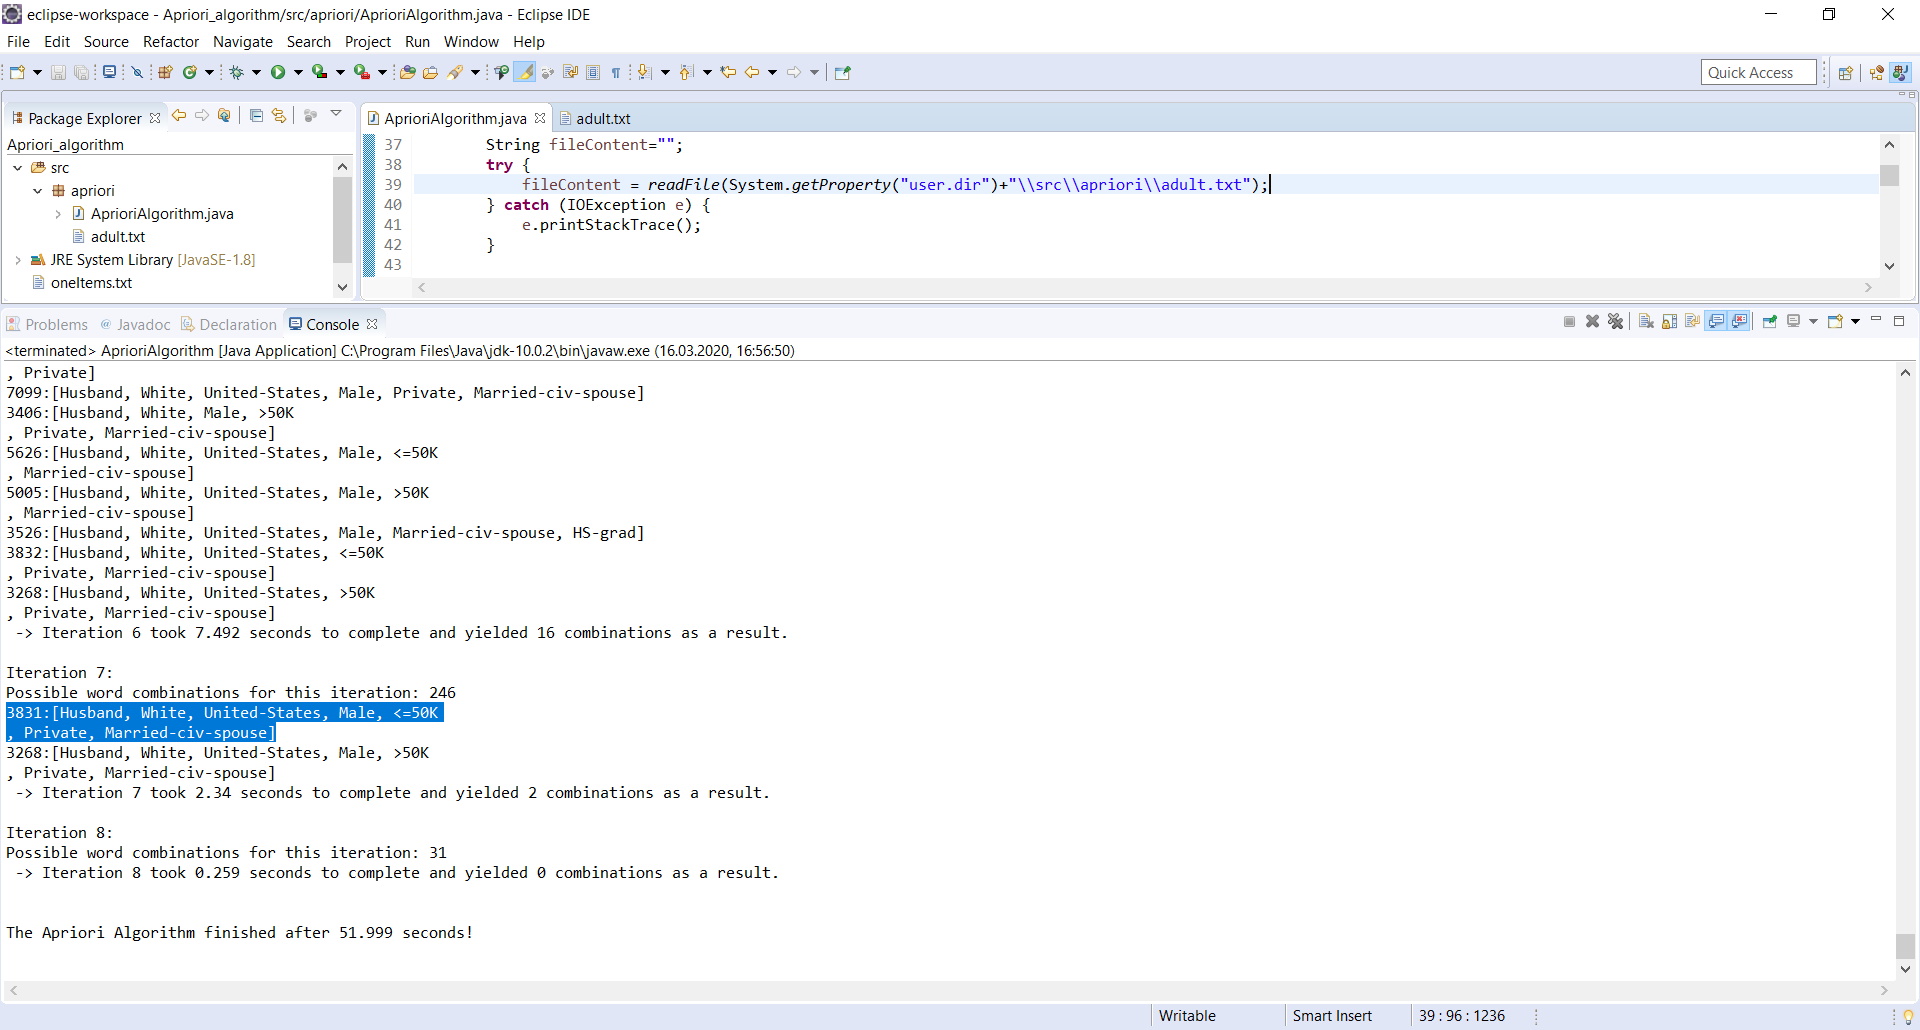 eclipse-workspace - Apriori_algorithm/src/apriori/AprioriAlgorithm.java - Eclipse IDE
File Edit Source Refactor Navigate Search Project Run Window Help
Quick Access
Package Explorer
Apriori_algorithm
src
apriori
AprioriAlgorithm.java
adult.txt
JRE System Library [JavaSE-1.8]
oneItems.txt
AprioriAlgorithm.java adult.txt
37 String fileContent="";
38 try {
39 fileContent = readFile(System.getProperty("user.dir")+"\\src\\apriori\\adult.txt");
40 } catch (IOException e) {
41 e.printStackTrace();
42 }
43
Problems @ Javadoc Declaration Console
<terminated> AprioriAlgorithm [Java Application] C:\Program Files\Java\jdk-10.0.2\bin\javaw.exe (16.03.2020, 16:56:50)
, Private]
7099:[Husband, White, United-States, Male, Private, Married-civ-spouse]
3406:[Husband, White, Male, >50K
, Private, Married-civ-spouse]
5626:[Husband, White, United-States, Male, <=50K
, Married-civ-spouse]
5005:[Husband, White, United-States, Male, >50K
, Married-civ-spouse]
3526:[Husband, White, United-States, Male, Married-civ-spouse, HS-grad]
3832:[Husband, White, United-States, <=50K
, Private, Married-civ-spouse]
3268:[Husband, White, United-States, >50K
, Private, Married-civ-spouse]
-> Iteration 6 took 7.492 seconds to complete and yielded 16 combinations as a result.
Iteration 7:
Possible word combinations for this iteration: 246
3831:[Husband, White, United-States, Male, <=50K
, Private, Married-civ-spouse]
3268:[Husband, White, United-States, Male, >50K
, Private, Married-civ-spouse]
-> Iteration 7 took 2.34 seconds to complete and yielded 2 combinations as a result.
Iteration 8:
Possible word combinations for this iteration: 31
-> Iteration 8 took 0.259 seconds to complete and yielded 0 combinations as a result.
The Apriori Algorithm finished after 51.999 seconds!
Writable Smart Insert 39 : 96 : 1236